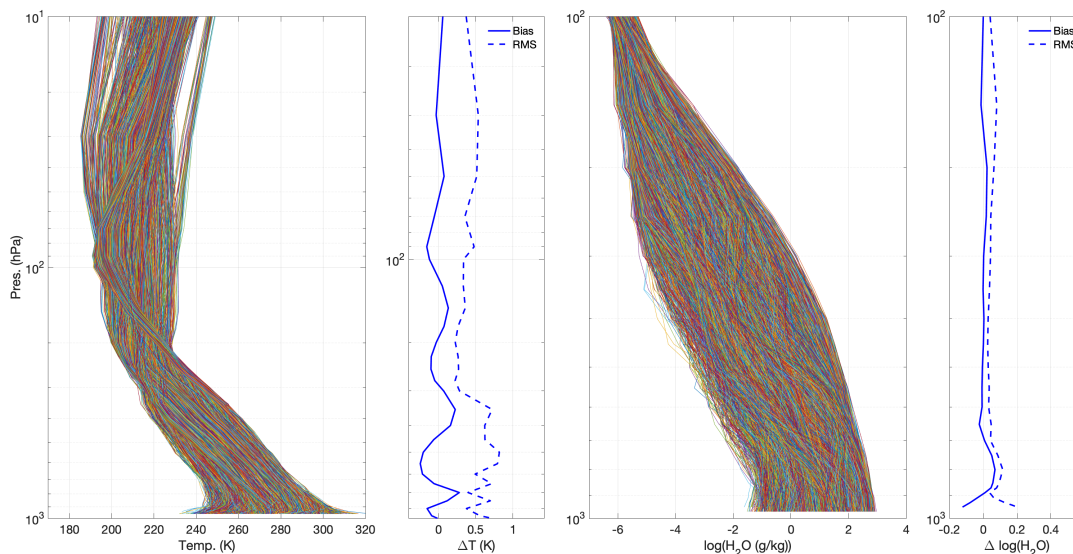 10¹
10²
10³
Pres. (hPa)
180 200 220 240 260 280 300 320
Temp. (K)
Bias
RMS
10²
0 0.5 1
ΔT (K)
10²
10³
-6 -4 -2 0 2 4
log(H₂O (g/kg))
Bias
RMS
10²
10³
-0.2 0 0.2 0.4
Δ log(H₂O)